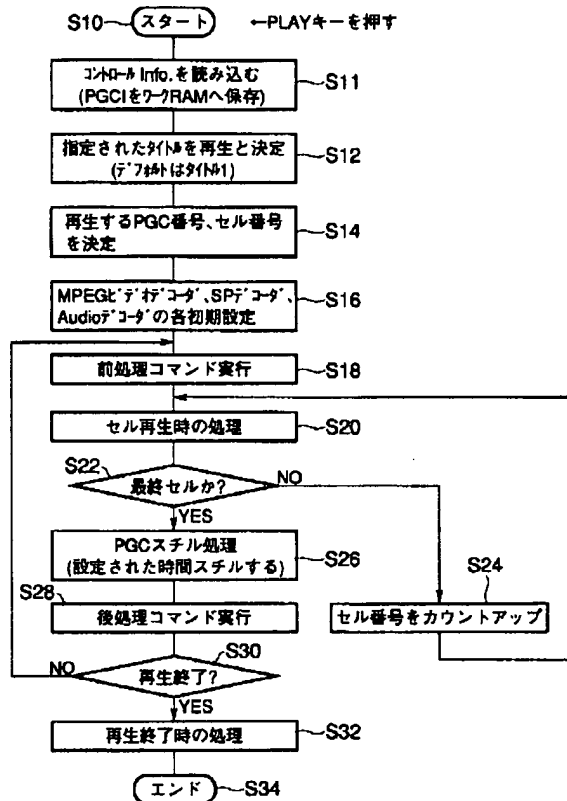 S10 スタート ←PLAYキーを押す
コントロール Info.を読み込む
(PGCIをワークRAMへ保存)
S11
指定されたタイトルを再生と決定
(デフォルトはタイトル1)
S12
再生するPGC番号、セル番号
を決定
S14
MPEGビデオデコーダ、SPデコーダ、
Audioデコーダの各初期設定
S16
前処理コマンド実行
S18
セル再生時の処理
S20
S22
最終セルか?
NO
YES
PGCスチル処理
(設定された時間スチルする)
S26
S24
セル番号をカウントアップ
S28
後処理コマンド実行
S30
再生終了?
NO
YES
再生終了時の処理
S32
エンド
S34